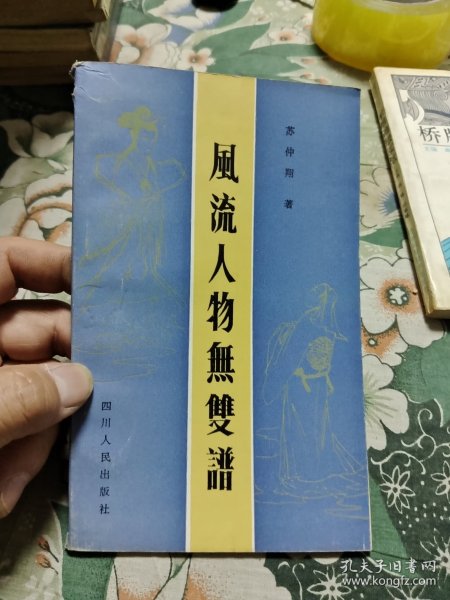 風流人物無雙譜
苏仲翔 著
四川人民出版社
桥牌
孔夫子旧书网
www.kongfz.com